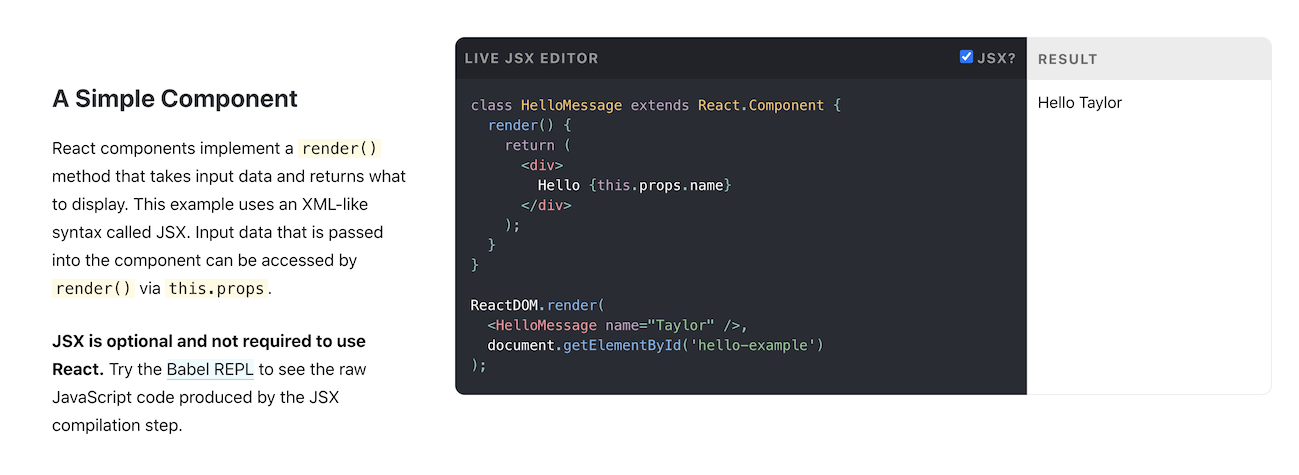 A Simple Component
React components implement a render()
method that takes input data and returns what
to display. This example uses an XML-like
syntax called JSX. Input data that is passed
into the component can be accessed by
render() via this.props.
JSX is optional and not required to use
React. Try the Babel REPL to see the raw
JavaScript code produced by the JSX
compilation step.
LIVE JSX EDITOR
JSX?
class HelloMessage extends React.Component {
  render() {
    return (
      <div>
        Hello {this.props.name}
      </div>
    );
  }
}
ReactDOM.render(
  <HelloMessage name="Taylor" />,
  document.getElementById('hello-example')
);
RESULT
Hello Taylor